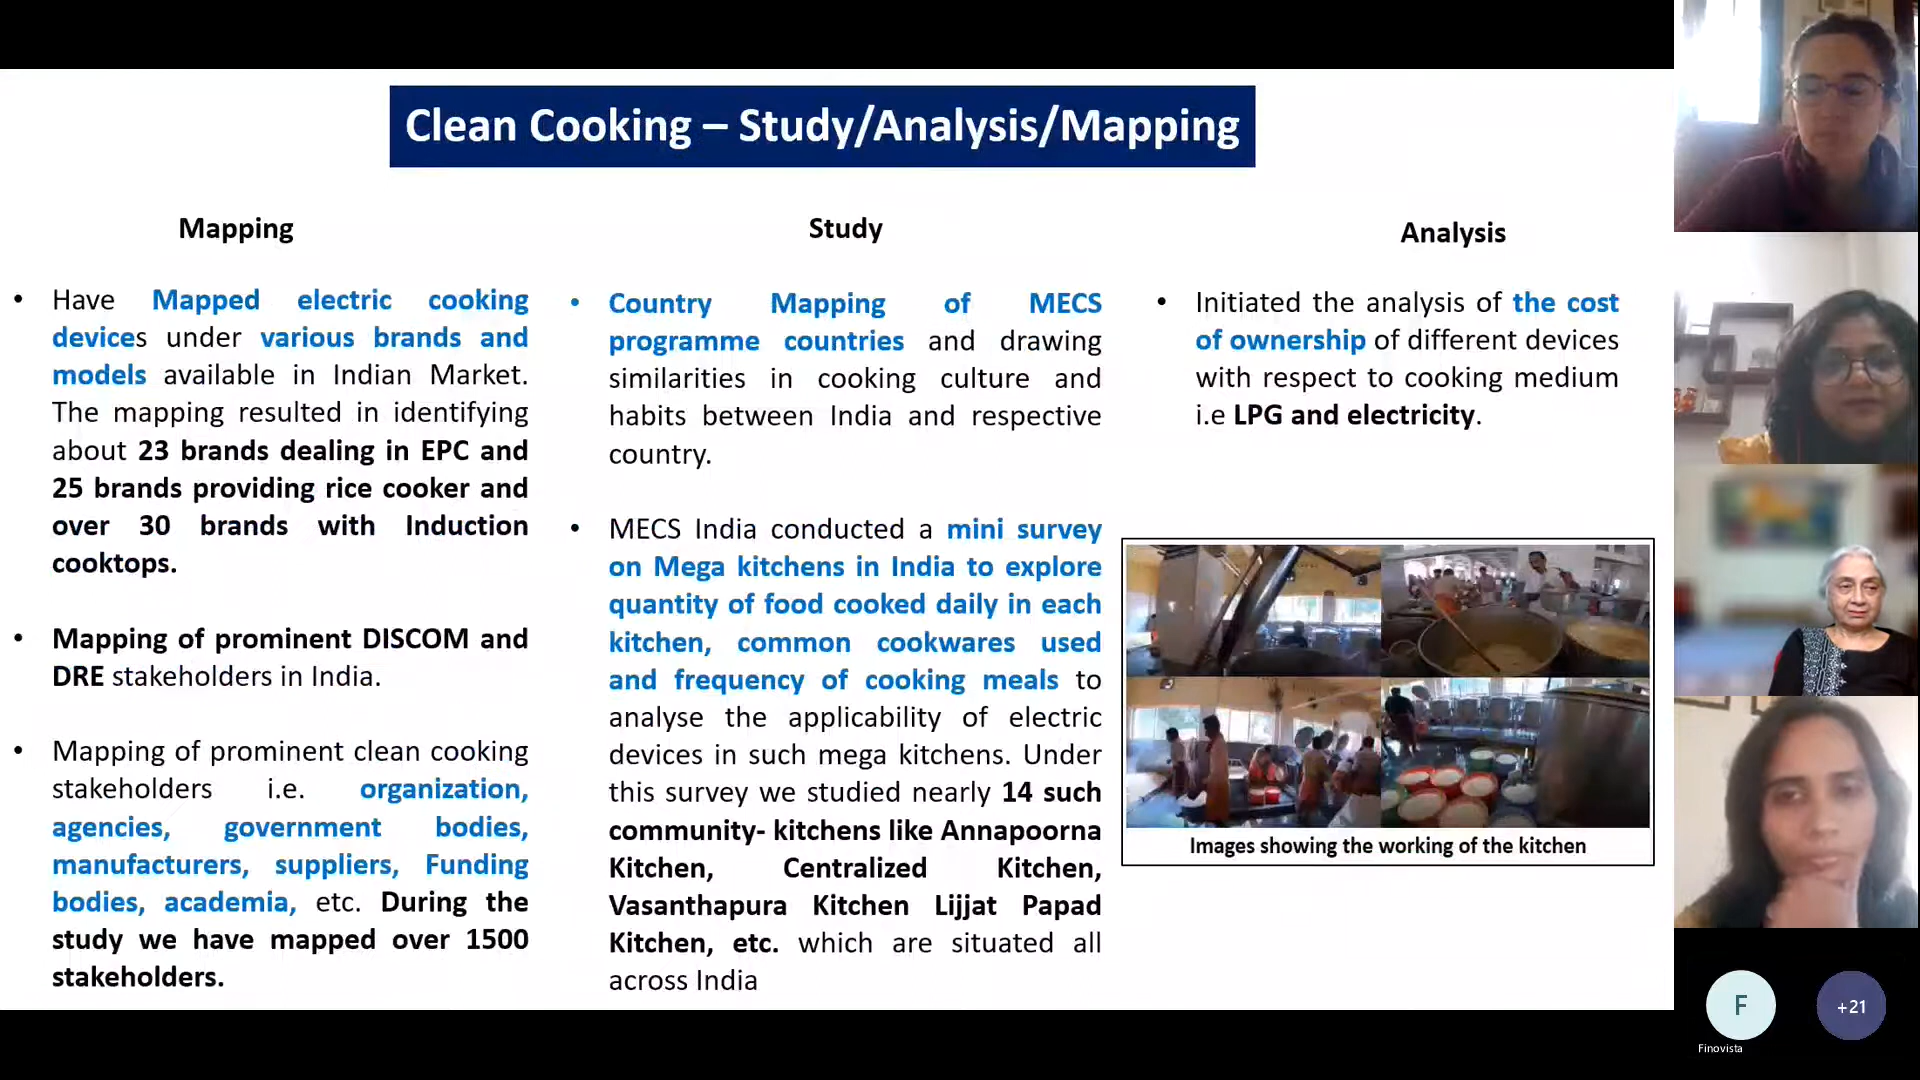 Clean Cooking – Study/Analysis/Mapping
Mapping
• Have Mapped electric cooking
devices under various brands and
models available in Indian Market.
The mapping resulted in identifying
about 23 brands dealing in EPC and
25 brands providing rice cooker and
over 30 brands with Induction
cooktops.
• Mapping of prominent DISCOM and
DRE stakeholders in India.
• Mapping of prominent clean cooking
stakeholders i.e. organization,
agencies, government bodies,
manufacturers, suppliers, Funding
bodies, academia, etc. During the
study we have mapped over 1500
stakeholders.
Study
• Country Mapping of MECS
programme countries and drawing
similarities in cooking culture and
habits between India and respective
country.
• MECS India conducted a mini survey
on Mega kitchens in India to explore
quantity of food cooked daily in each
kitchen, common cookwares used
and frequency of cooking meals to
analyse the applicability of electric
devices in such mega kitchens. Under
this survey we studied nearly 14 such
community- kitchens like Annapoorna
Kitchen, Centralized Kitchen,
Vasanthapura Kitchen Lijjat Papad
Kitchen, etc. which are situated all
across India
Analysis
• Initiated the analysis of the cost
of ownership of different devices
with respect to cooking medium
i.e LPG and electricity.
Images showing the working of the kitchen
F
+21
Finovista